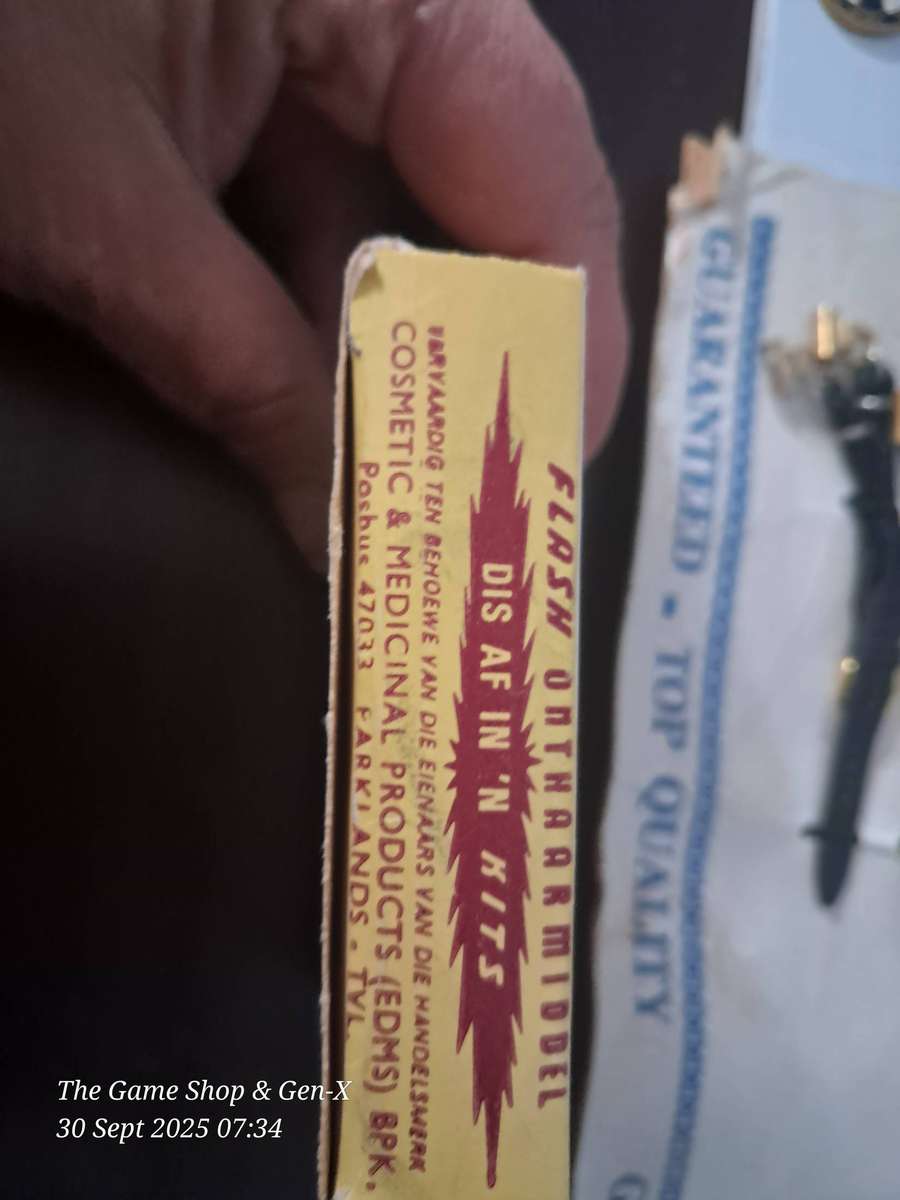 FLASH ONTHAARMIDDEL
DIS AF IN 'N KITS
VERVAARDIG TEN BEHOEWE VAN DIE EIENAARS VAN DIE HANDELSMERK
COSMETIC & MEDICINAL PRODUCTS (EDMS) BPK.
Posbus 47033 PARKLANDS - TVL.
GUARANTEED • TOP QUALITY
G
The Game Shop & Gen-X
30 Sept 2025 07:34